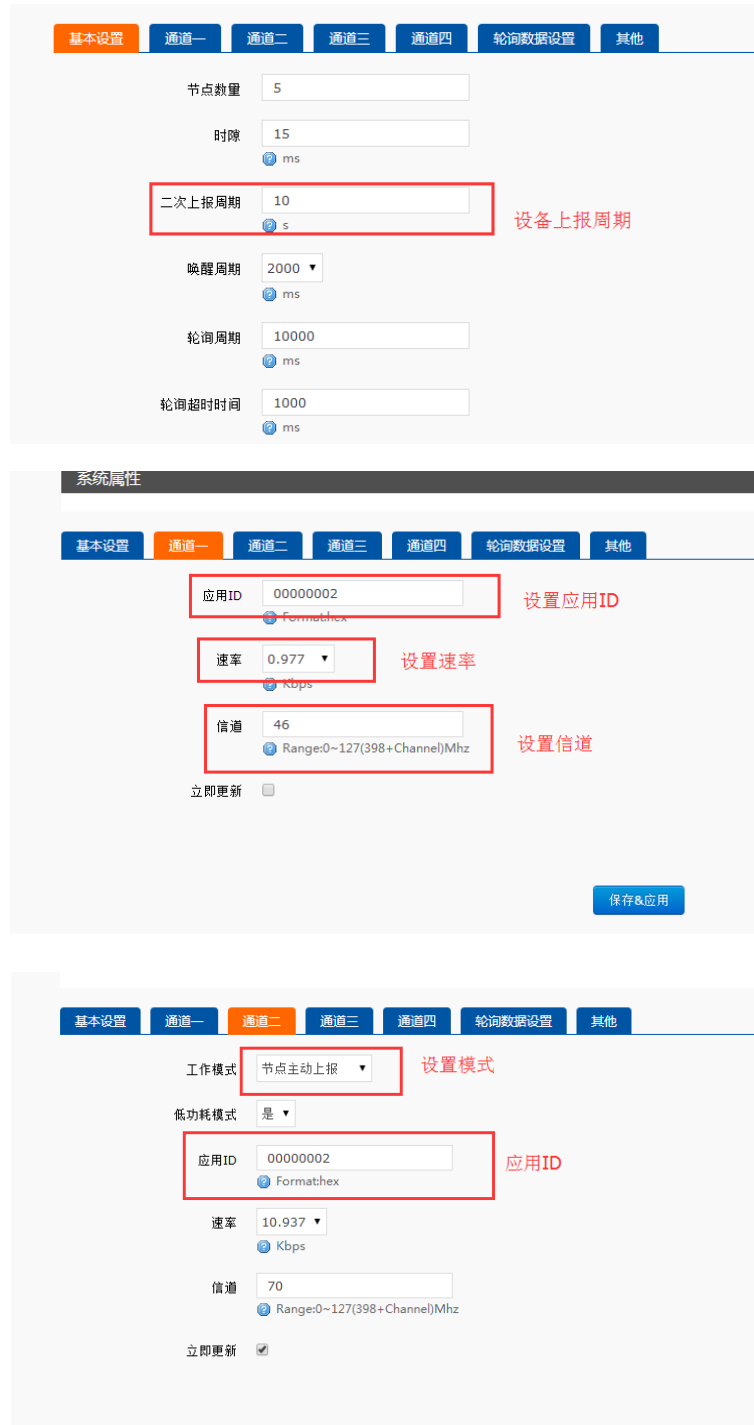 基本设置 通道一 通道二 通道三 通道四 轮询数据设置 其他
节点数量 5
时隙 15
ms
二次上报周期 10
s
设备上报周期
唤醒周期 2000
ms
轮询周期 10000
ms
轮询超时时间 1000
ms
系统属性
基本设置 通道一 通道二 通道三 通道四 轮询数据设置 其他
应用ID 00000002 设置应用ID
Format:hex
速率 0.977 设置速率
Kbps
信道 46 设置信道
Range:0~127(398+Channel)Mhz
立即更新
保存&应用
基本设置 通道一 通道二 通道三 通道四 轮询数据设置 其他
工作模式 节点主动上报 设置模式
低功耗模式 是
应用ID 00000002 应用ID
Format:hex
速率 10.937
Kbps
信道 70
Range:0~127(398+Channel)Mhz
立即更新